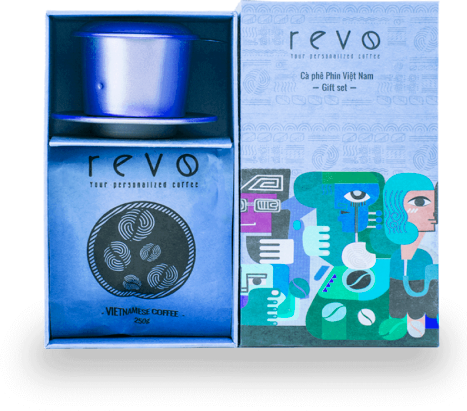 revo
Your personalized coffee
VIETNAMESE COFFEE
250g
revo
Your personalized coffee
Cà phê Phin Việt Nam
– Gift set –